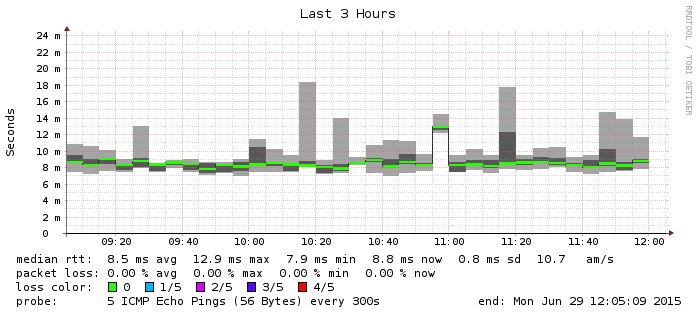 Last 3 Hours
RRDTOOL / TOBI OETIKER
Seconds
24 m
22 m
20 m
18 m
16 m
14 m
12 m
10 m
8 m
6 m
4 m
2 m
0
09:20 09:40 10:00 10:20 10:40 11:00 11:20 11:40 12:00
median rtt: 8.5 ms avg 12.9 ms max 7.9 ms min 8.8 ms now 0.8 ms sd 10.7 am/s
packet loss: 0.00 % avg 0.00 % max 0.00 % min 0.00 % now
loss color: 0 1/5 2/5 3/5 4/5
probe: 5 ICMP Echo Pings (56 Bytes) every 300s end: Mon Jun 29 12:05:09 2015